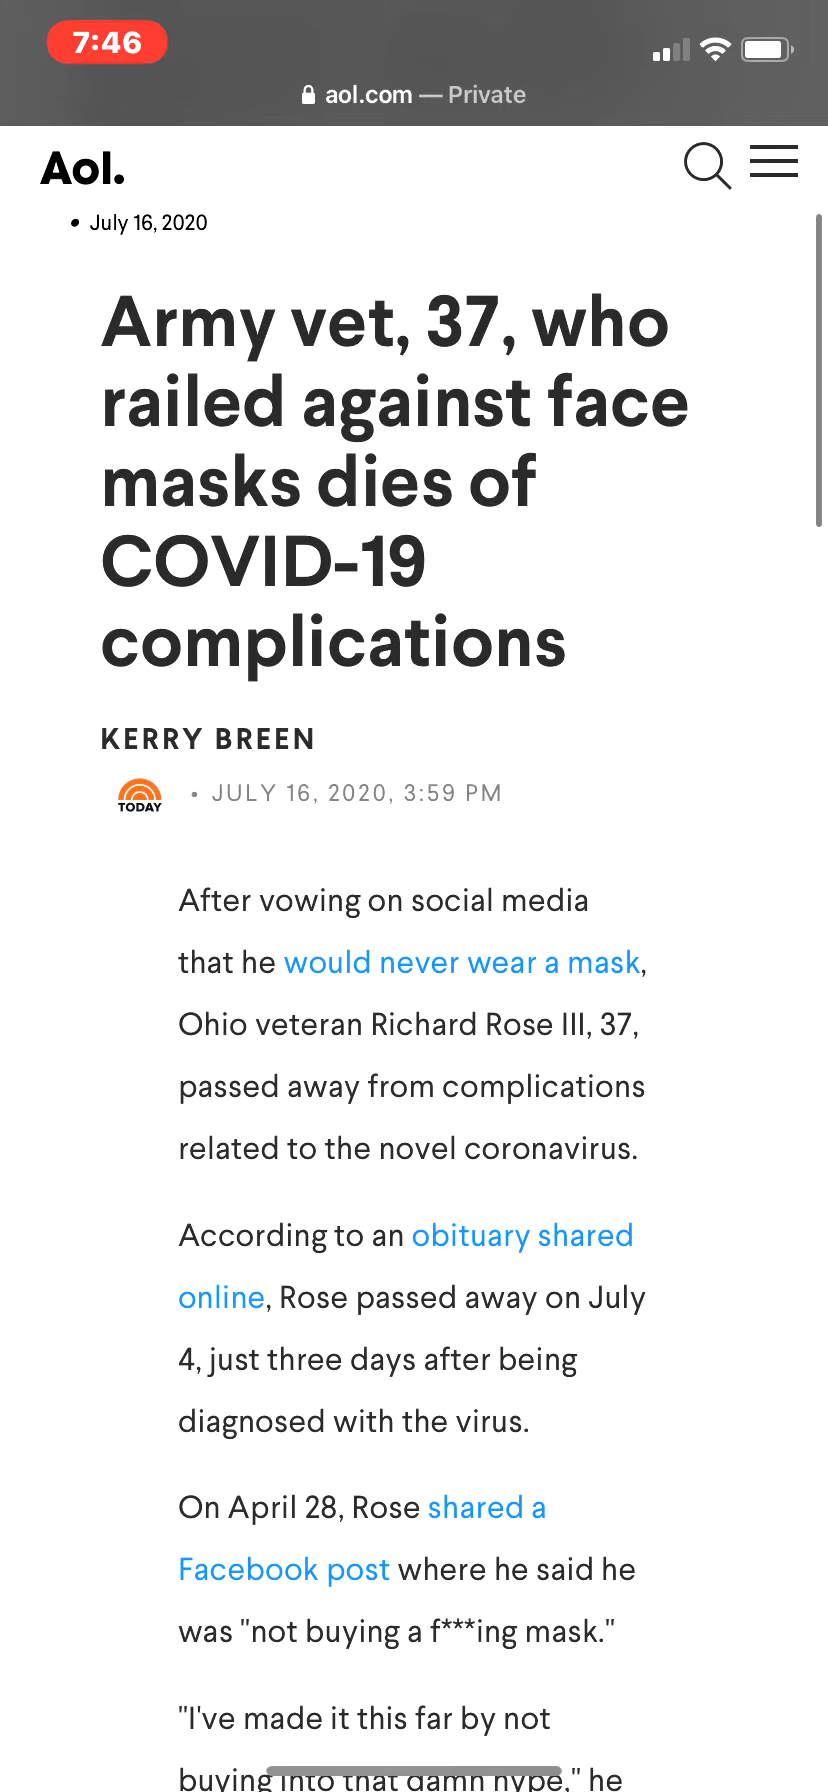 7:46
aol.com — Private
Aol.
• July 16, 2020
Army vet, 37, who
railed against face
masks dies of
COVID-19
complications
KERRY BREEN
TODAY
• JULY 16, 2020, 3:59 PM
After vowing on social media
that he would never wear a mask,
Ohio veteran Richard Rose III, 37,
passed away from complications
related to the novel coronavirus.
According to an obituary shared
online, Rose passed away on July
4, just three days after being
diagnosed with the virus.
On April 28, Rose shared a
Facebook post where he said he
was "not buying a f***ing mask."
"I've made it this far by not
buying into that damn hype," he